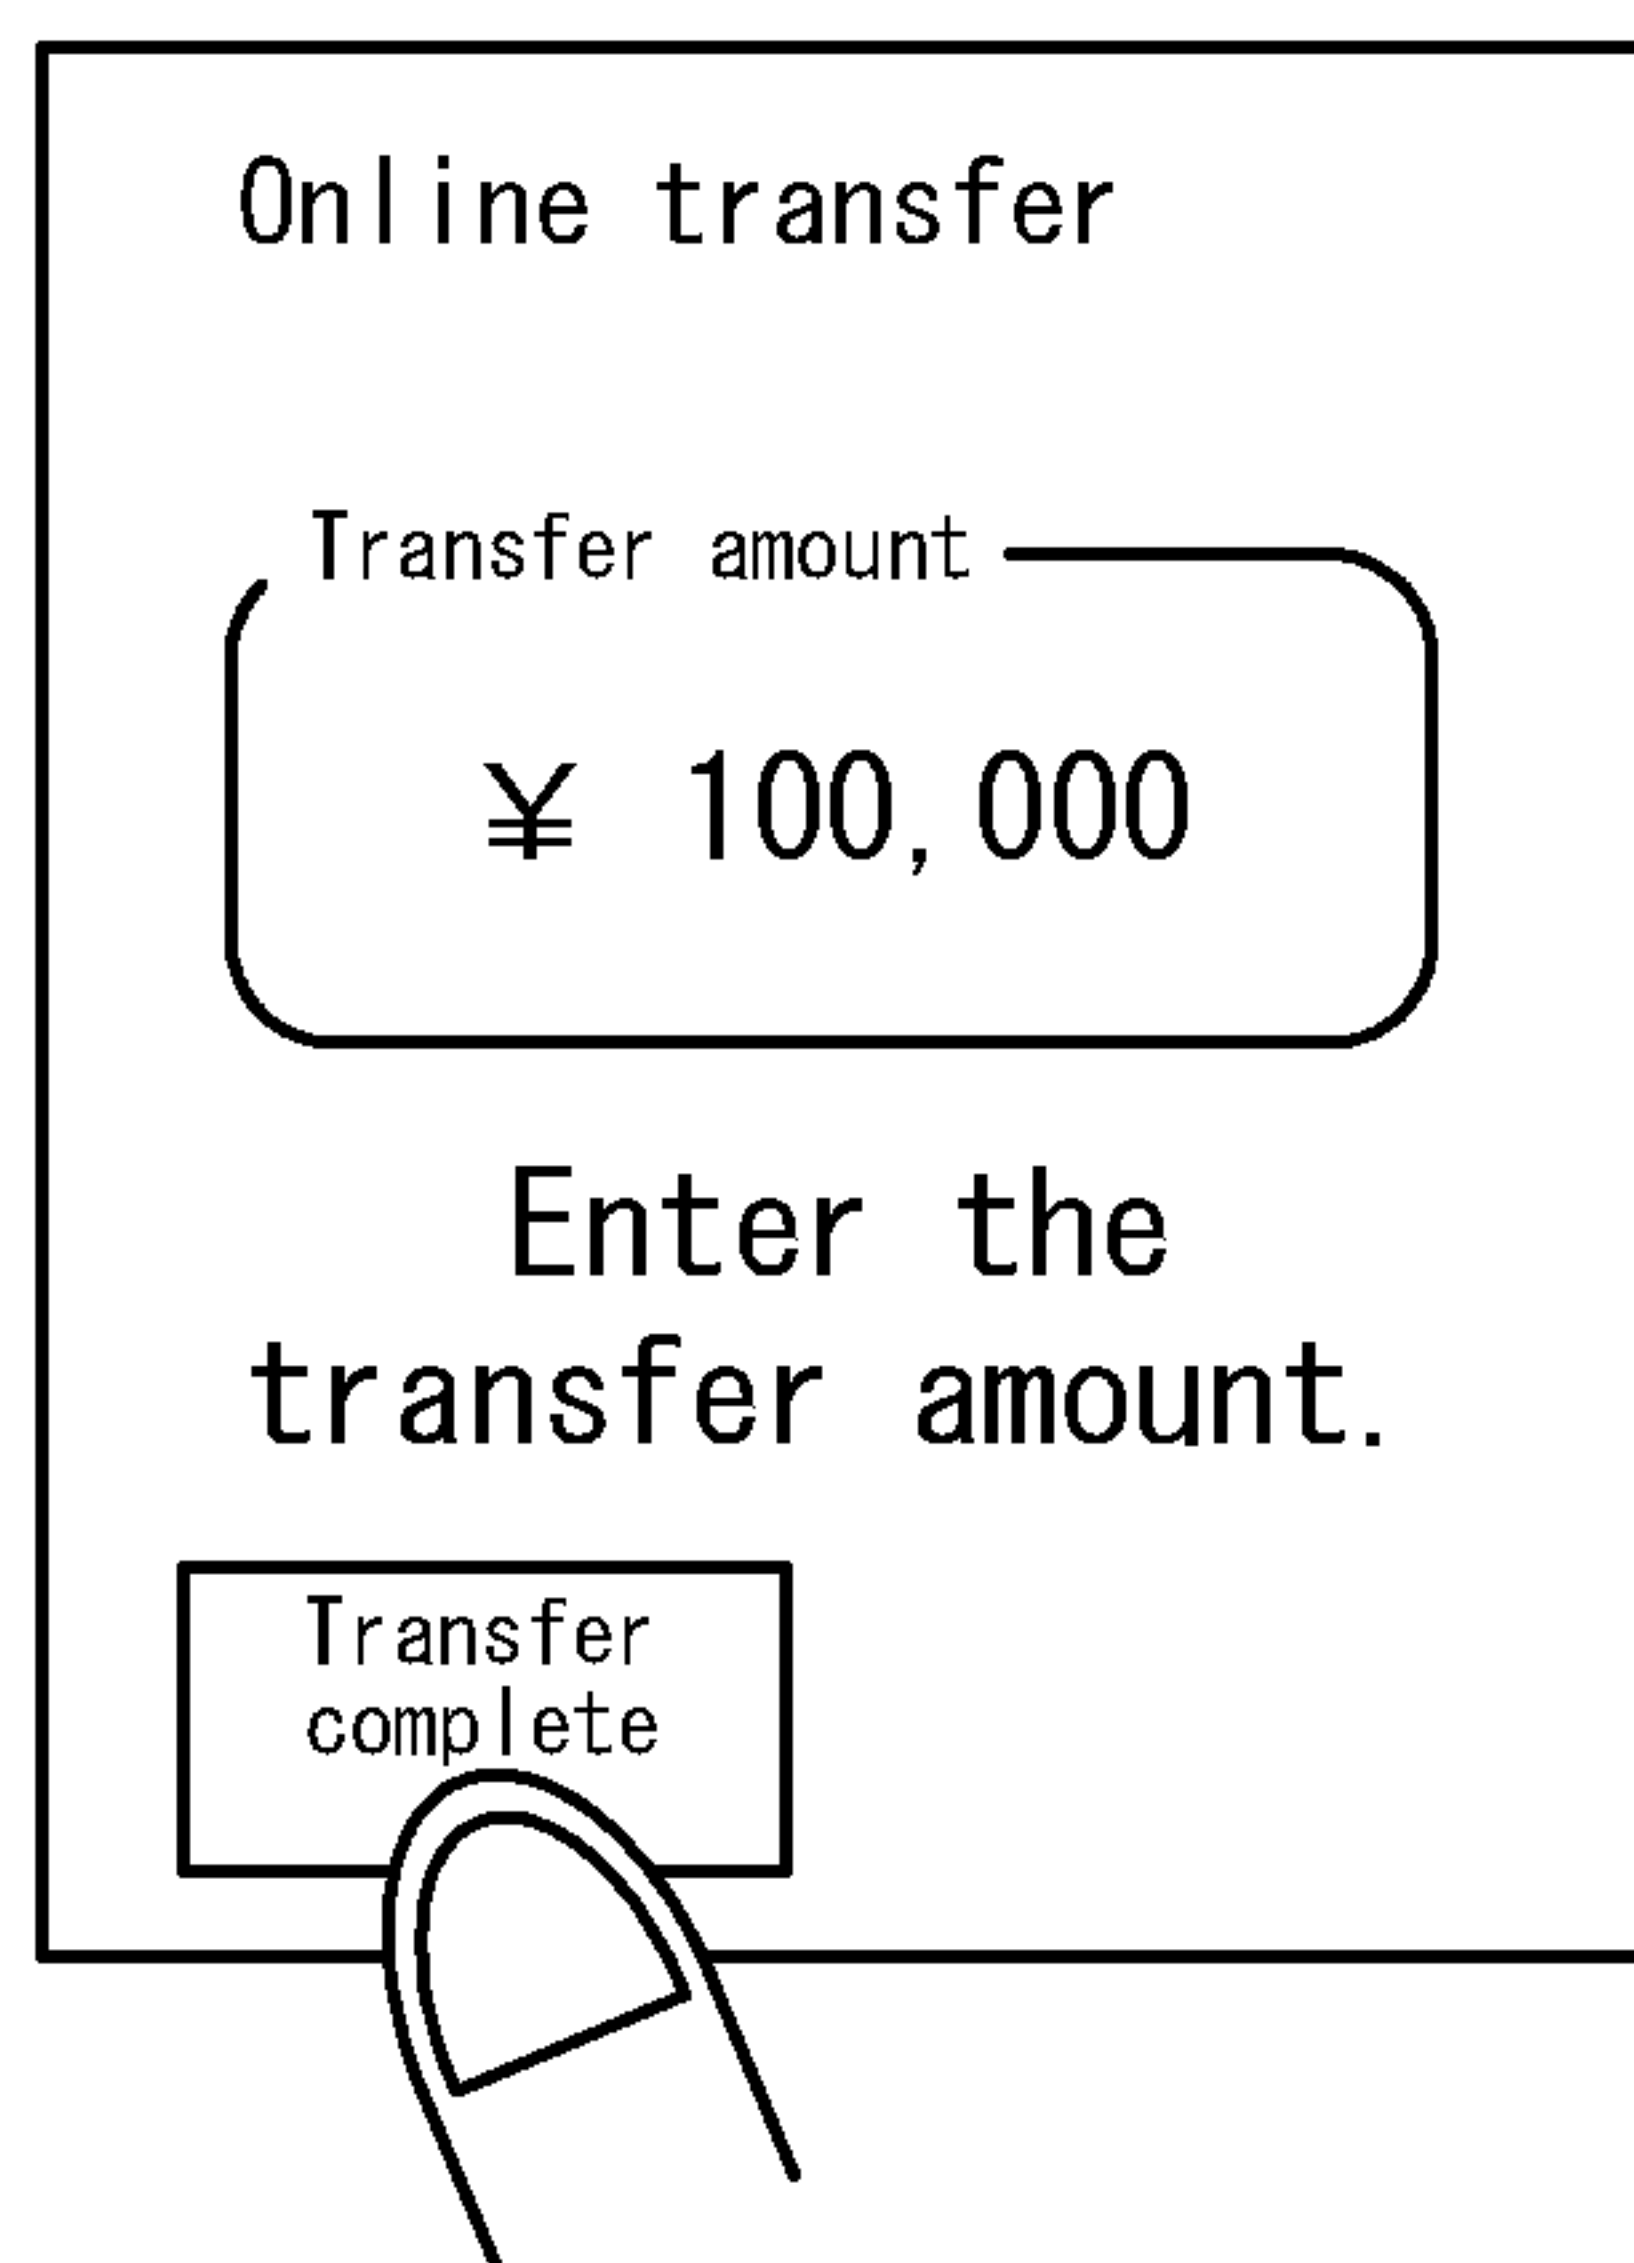 Online transfer
Transfer amount
¥ 100,000
Enter the
transfer amount.
Transfer
complete